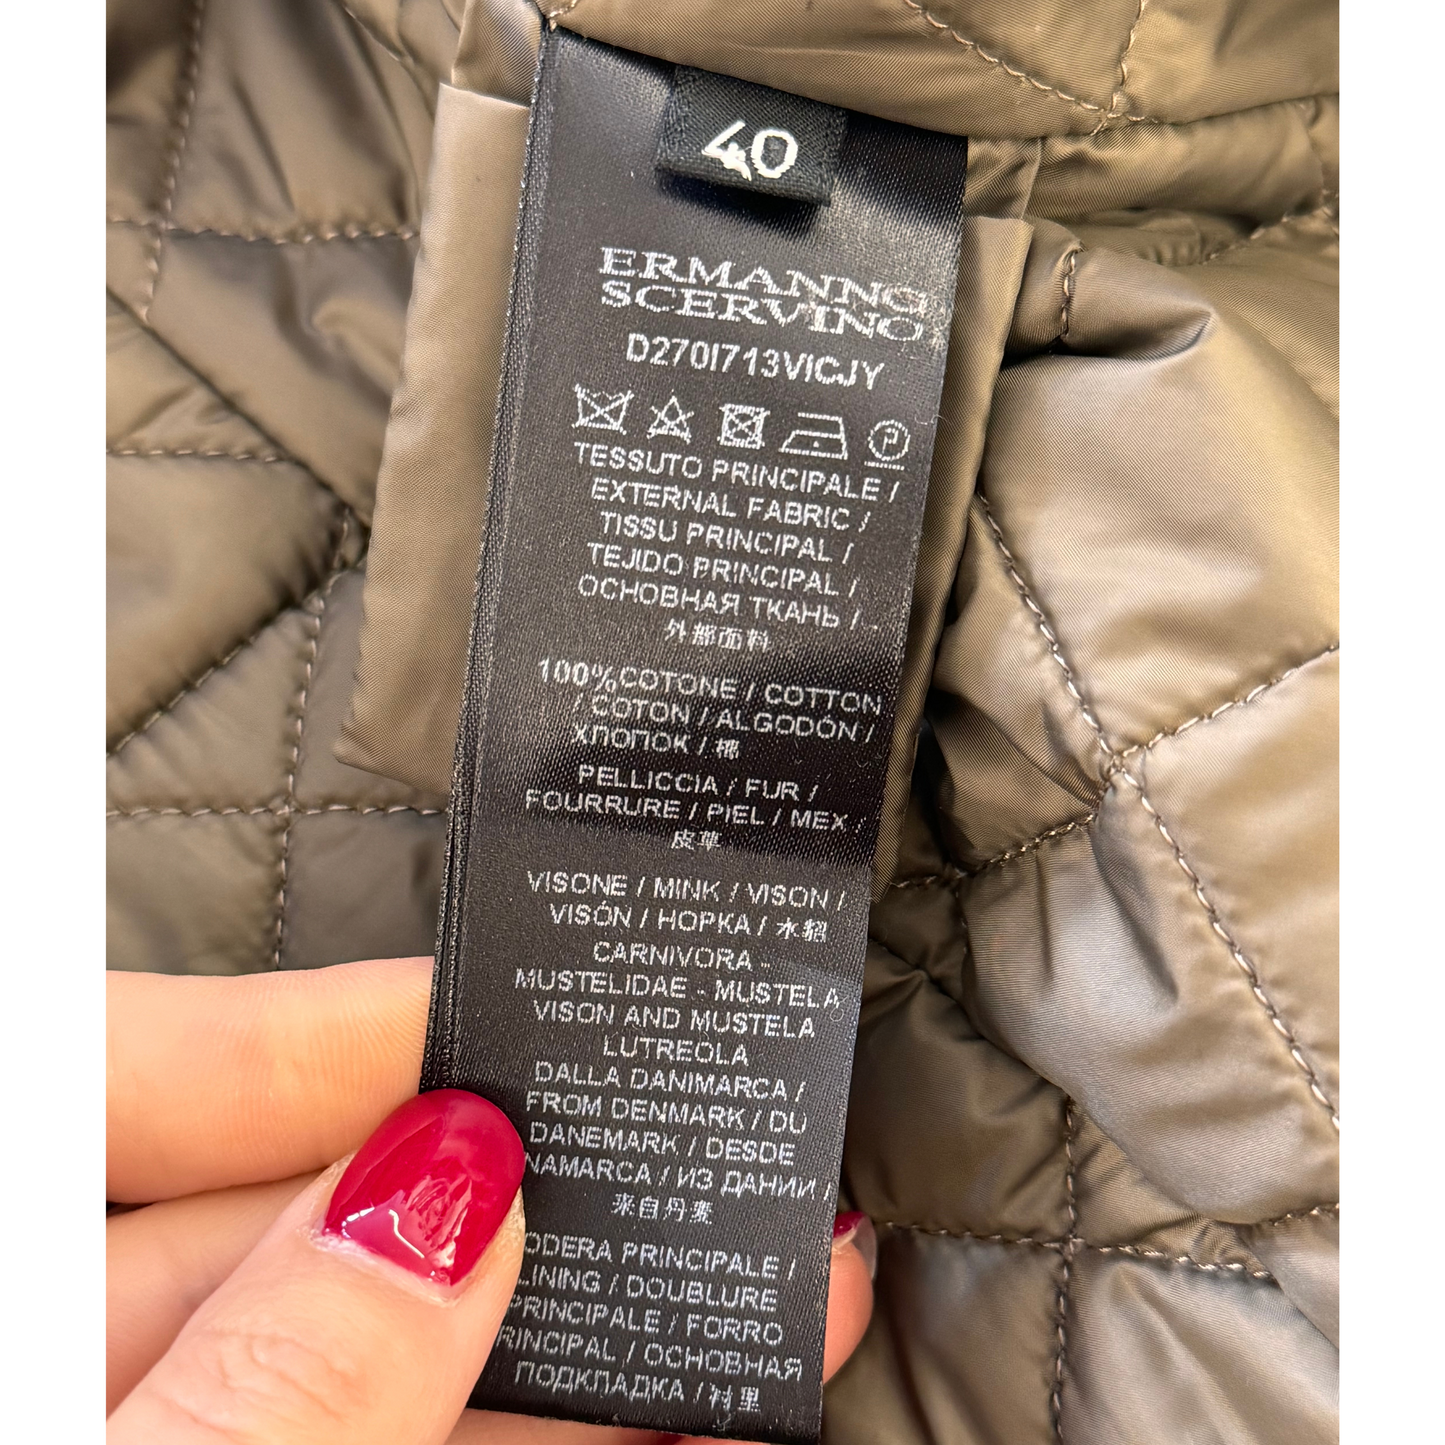 40
ERMANNO
SCERVINO
D270I713VICJY
TESSUTO PRINCIPALE /
EXTERNAL FABRIC /
TISSU PRINCIPAL /
TEJIDO PRINCIPAL /
ОСНОВНАЯ ТКАНЬ /
外部面料
100%COTONE / COTTON
/ COTON / ALGODÓN /
ХЛОПОК / 棉
PELLICCIA / FUR /
FOURRURE / PIEL / MEX /
皮革
VISONE / MINK / VISON /
VISÓN / НОРКА / 水貂
CARNIVORA -
MUSTELIDAE - MUSTELA
VISON AND MUSTELA
LUTREOLA
DALLA DANIMARCA /
FROM DENMARK / DU
DANEMARK / DESDE
NAMARCA / ИЗ ДАНИИ /
来自丹麦
ODERA PRINCIPALE /
LINING / DOUBLURE
PRINCIPALE / FORRO
RINCIPAL / ОСНОВНАЯ
ПОДКЛАДКА / 衬里